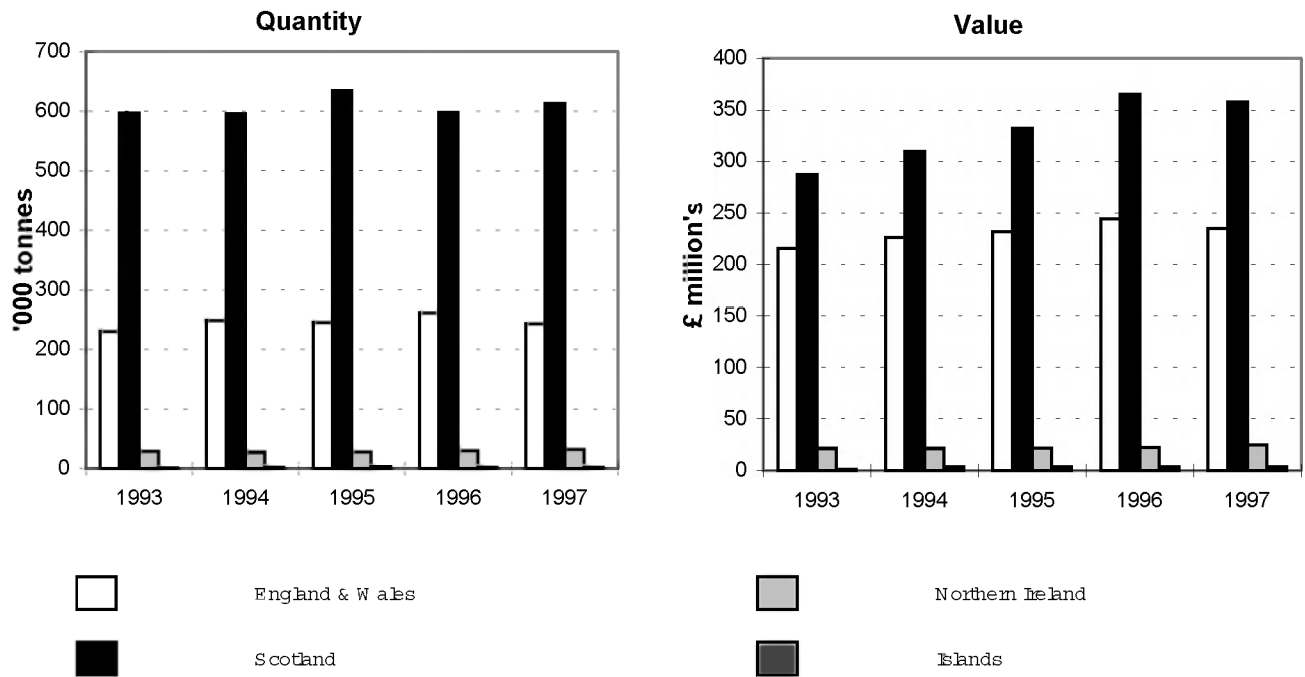 Quantity
700
600
500
400
300
200
100
0
'000 tonnes
1993 1994 1995 1996 1997
Value
400
350
300
250
200
150
100
50
0
£ million's
1993 1994 1995 1996 1997
England & Wales
Northern Ireland
Scotland
Islands